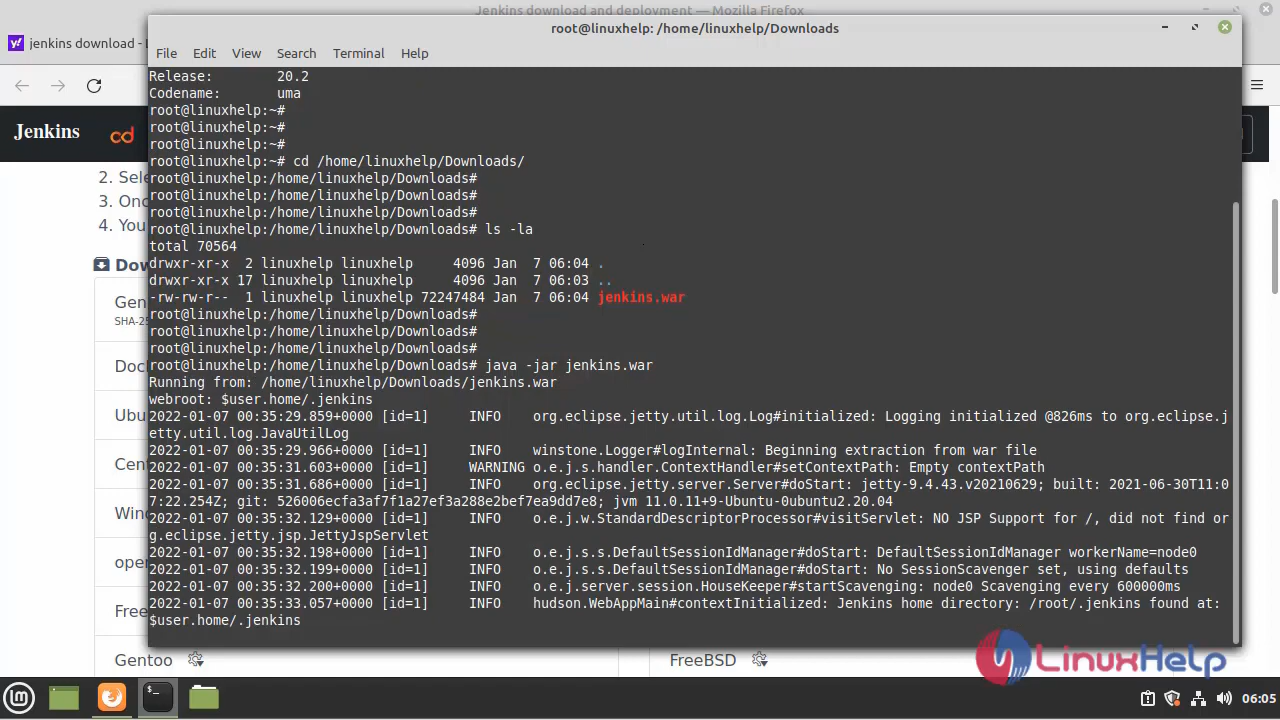 Jenkins download and deployment — Mozilla Firefox
root@linuxhelp: /home/linuxhelp/Downloads
jenkins download -
File Edit View Search Terminal Help
Jenkins
cd
2. Sele
3. Onc
4. You
Dow
Gen
SHA-25
Doc
Ubu
Cen
Win
ope
Free
Gentoo
FreeBSD
Release: 20.2
Codename: uma
root@linuxhelp:~#
root@linuxhelp:~#
root@linuxhelp:~#
root@linuxhelp:~# cd /home/linuxhelp/Downloads/
root@linuxhelp:/home/linuxhelp/Downloads#
root@linuxhelp:/home/linuxhelp/Downloads#
root@linuxhelp:/home/linuxhelp/Downloads#
root@linuxhelp:/home/linuxhelp/Downloads# ls -la
total 70564
drwxr-xr-x 2 linuxhelp linuxhelp 4096 Jan 7 06:04 .
drwxr-xr-x 17 linuxhelp linuxhelp 4096 Jan 7 06:03 ..
-rw-rw-r-- 1 linuxhelp linuxhelp 72247484 Jan 7 06:04 jenkins.war
root@linuxhelp:/home/linuxhelp/Downloads#
root@linuxhelp:/home/linuxhelp/Downloads#
root@linuxhelp:/home/linuxhelp/Downloads#
root@linuxhelp:/home/linuxhelp/Downloads# java -jar jenkins.war
Running from: /home/linuxhelp/Downloads/jenkins.war
webroot: $user.home/.jenkins
2022-01-07 00:35:29.859+0000 [id=1] INFO org.eclipse.jetty.util.log.Log#initialized: Logging initialized @826ms to org.eclipse.j
etty.util.log.JavaUtilLog
2022-01-07 00:35:29.966+0000 [id=1] INFO winstone.Logger#logInternal: Beginning extraction from war file
2022-01-07 00:35:31.603+0000 [id=1] WARNING o.e.j.s.handler.ContextHandler#setContextPath: Empty contextPath
2022-01-07 00:35:31.686+0000 [id=1] INFO org.eclipse.jetty.server.Server#doStart: jetty-9.4.43.v20210629; built: 2021-06-30T11:0
7:22.254Z; git: 526006ecfa3af7f1a27ef3a288e2bef7ea9dd7e8; jvm 11.0.11+9-Ubuntu-0ubuntu2.20.04
2022-01-07 00:35:32.129+0000 [id=1] INFO o.e.j.w.StandardDescriptorProcessor#visitServlet: NO JSP Support for /, did not find or
g.eclipse.jetty.jsp.JettyJspServlet
2022-01-07 00:35:32.198+0000 [id=1] INFO o.e.j.s.s.DefaultSessionIdManager#doStart: DefaultSessionIdManager workerName=node0
2022-01-07 00:35:32.199+0000 [id=1] INFO o.e.j.s.s.DefaultSessionIdManager#doStart: No SessionScavenger set, using defaults
2022-01-07 00:35:32.200+0000 [id=1] INFO o.e.j.server.session.HouseKeeper#startScavenging: node0 Scavenging every 600000ms
2022-01-07 00:35:33.057+0000 [id=1] INFO hudson.WebAppMain#contextInitialized: Jenkins home directory: /root/.jenkins found at:
$user.home/.jenkins
LinuxHelp
06:05